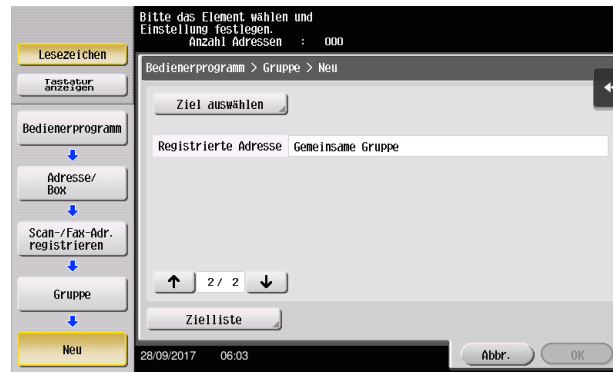 Bitte das Element wählen und
Einstellung festlegen.
Anzahl Adressen : 000
Lesezeichen
Tastatur
anzeigen
Bedienerprogramm
Adresse/
Box
Scan-/Fax-Adr.
registrieren
Gruppe
Neu
Bedienerprogramm > Gruppe > Neu
Ziel auswählen
Registrierte Adresse Gemeinsame Gruppe
2/ 2
Zielliste
28/09/2017 06:03
Abbr.
OK